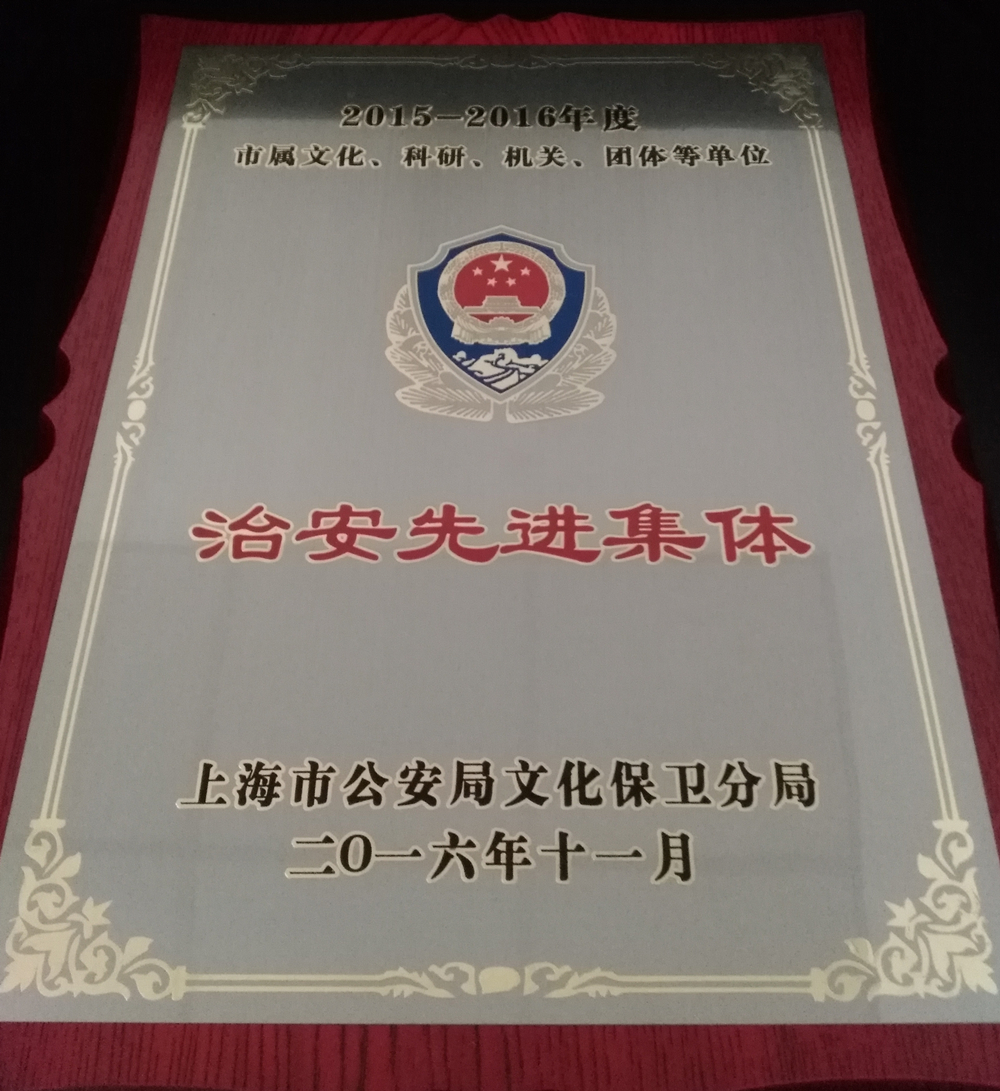 2015—2016年度
市属文化、科研、机关、团体等单位
治安先进集体
上海市公安局文化保卫分局
二〇一六年十一月